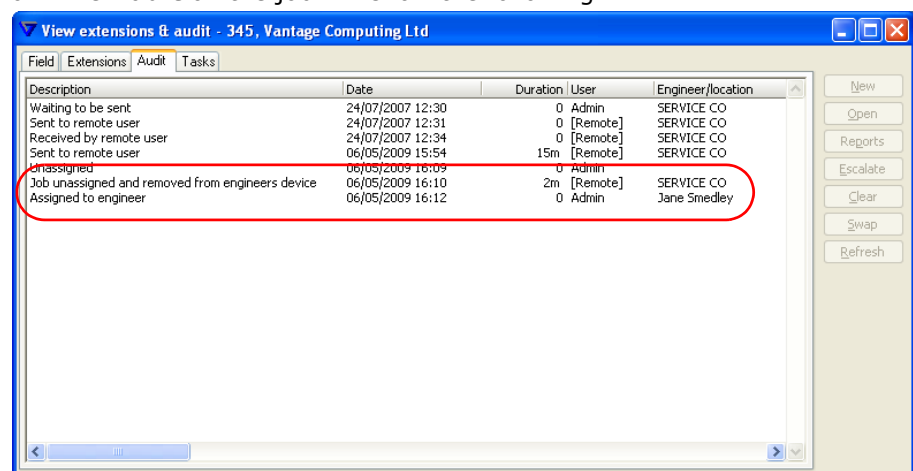 View extensions & audit - 345, Vantage Computing Ltd
Field Extensions Audit Tasks
Description Date Duration User Engineer/location
Waiting to be sent 24/07/2007 12:30 0 Admin SERVICE CO
Sent to remote user 24/07/2007 12:31 0 [Remote] SERVICE CO
Received by remote user 24/07/2007 12:34 0 [Remote] SERVICE CO
Sent to remote user 06/05/2009 15:54 15m [Remote] SERVICE CO
Unassigned 06/05/2009 16:09 0 Admin
Job unassigned and removed from engineers device 06/05/2009 16:10 2m [Remote] SERVICE CO
Assigned to engineer 06/05/2009 16:12 0 Admin Jane Smedley
New
Open
Reports
Escalate
Clear
Swap
Refresh